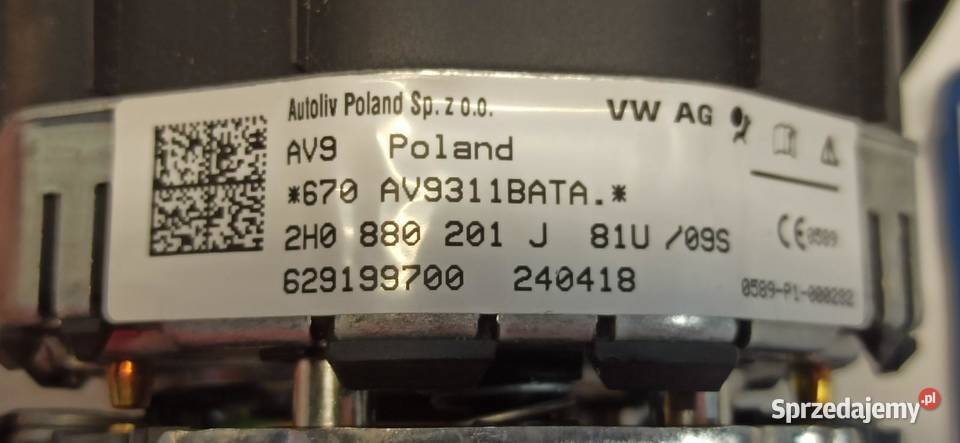 Autoliv Poland Sp. z o.o. VW AG
AV9 Poland
*670 AV9311BATA.*
2H0 880 201 J 81U /09S CE 0589
629199700 240418 0589-P1-000282
Sprzedajemy.pl